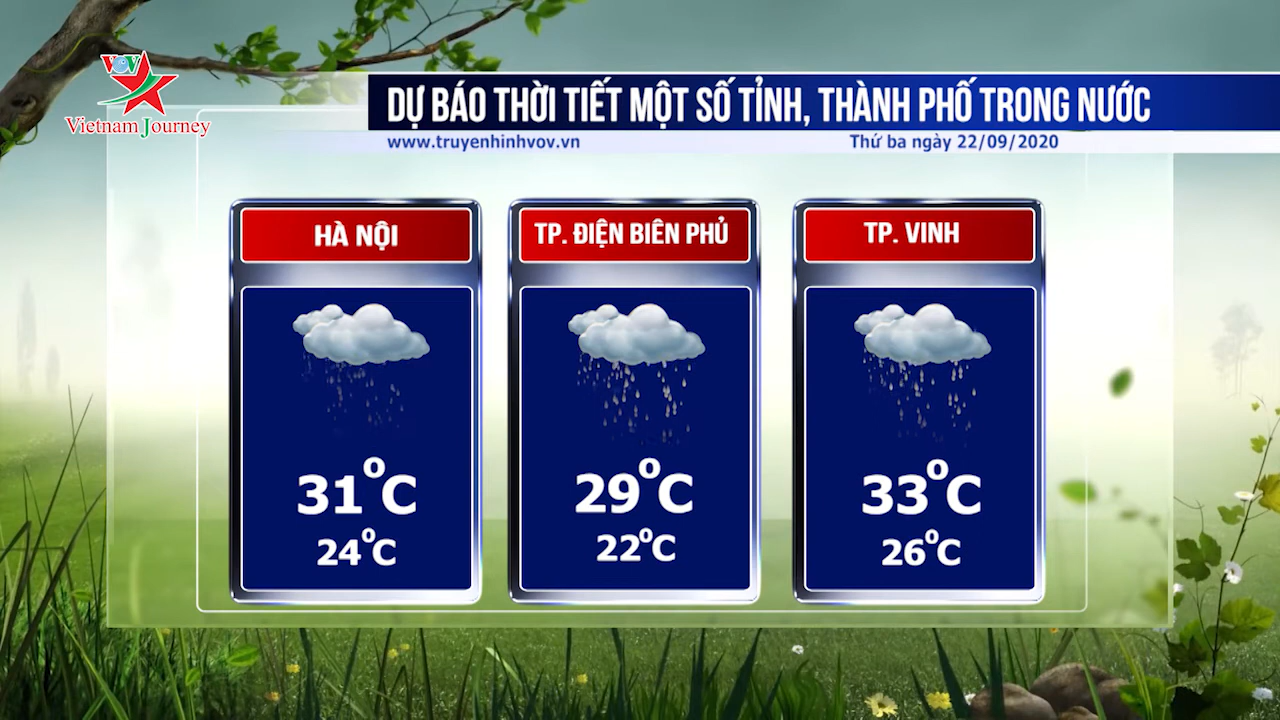 VOV
Vietnam Journey
DỰ BÁO THỜI TIẾT MỘT SỐ TỈNH, THÀNH PHỐ TRONG NƯỚC
www.truyenhinhvov.vn Thứ ba ngày 22/09/2020
HÀ NỘI
31°C
24°C
TP. ĐIỆN BIÊN PHỦ
29°C
22°C
TP. VINH
33°C
26°C